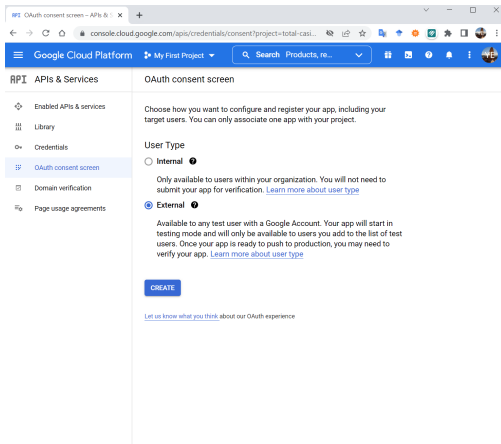 API OAuth consent screen – APIs & S
console.cloud.google.com/apis/credentials/consent?project=total-casi...
Google Cloud Platform
My First Project
Search Products, re...
API APIs & Services
OAuth consent screen
Enabled APIs & services
Library
Credentials
OAuth consent screen
Domain verification
Page usage agreements
Choose how you want to configure and register your app, including your
target users. You can only associate one app with your project.
User Type
Internal
Only available to users within your organization. You will not need to
submit your app for verification. Learn more about user type
External
Available to any test user with a Google Account. Your app will start in
testing mode and will only be available to users you add to the list of test
users. Once your app is ready to push to production, you may need to
verify your app. Learn more about user type
CREATE
Let us know what you think about our OAuth experience